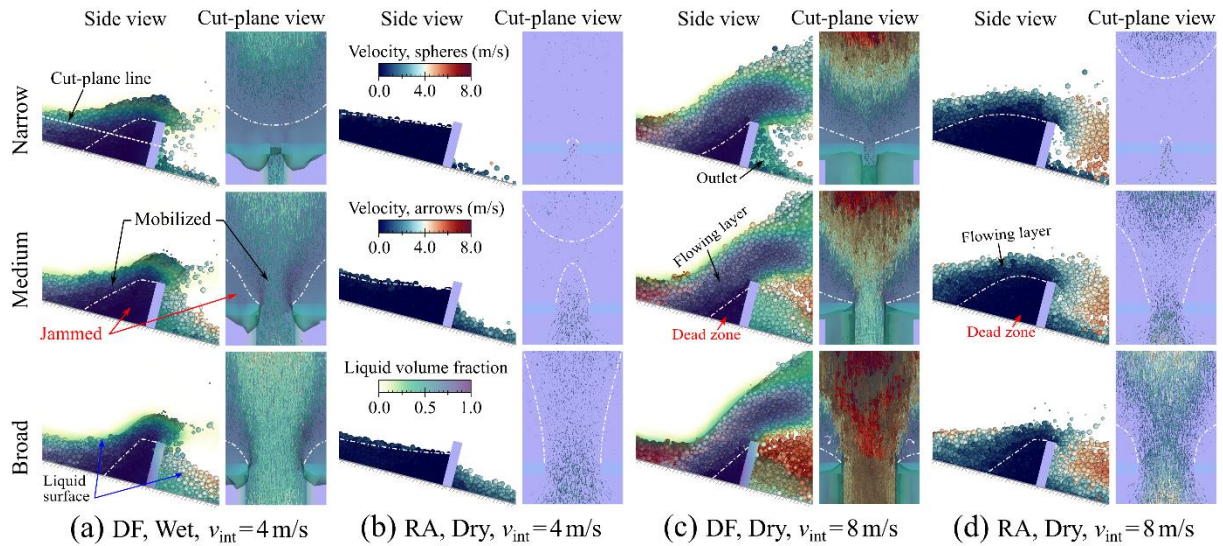 Side view Cut-plane view Side view Cut-plane view Side view Cut-plane view Side view Cut-plane view
Narrow
Cut-plane line
Velocity, spheres (m/s)
0.0 4.0 8.0
Outlet
Medium
Mobilized
Jammed
Velocity, arrows (m/s)
0.0 4.0 8.0
Flowing layer
Dead zone
Flowing layer
Dead zone
Broad
Liquid
surface
Liquid volume fraction
0.0 0.5 1.0
(a) DF, Wet, vint = 4 m/s (b) RA, Dry, vint = 4 m/s (c) DF, Dry, vint = 8 m/s (d) RA, Dry, vint = 8 m/s